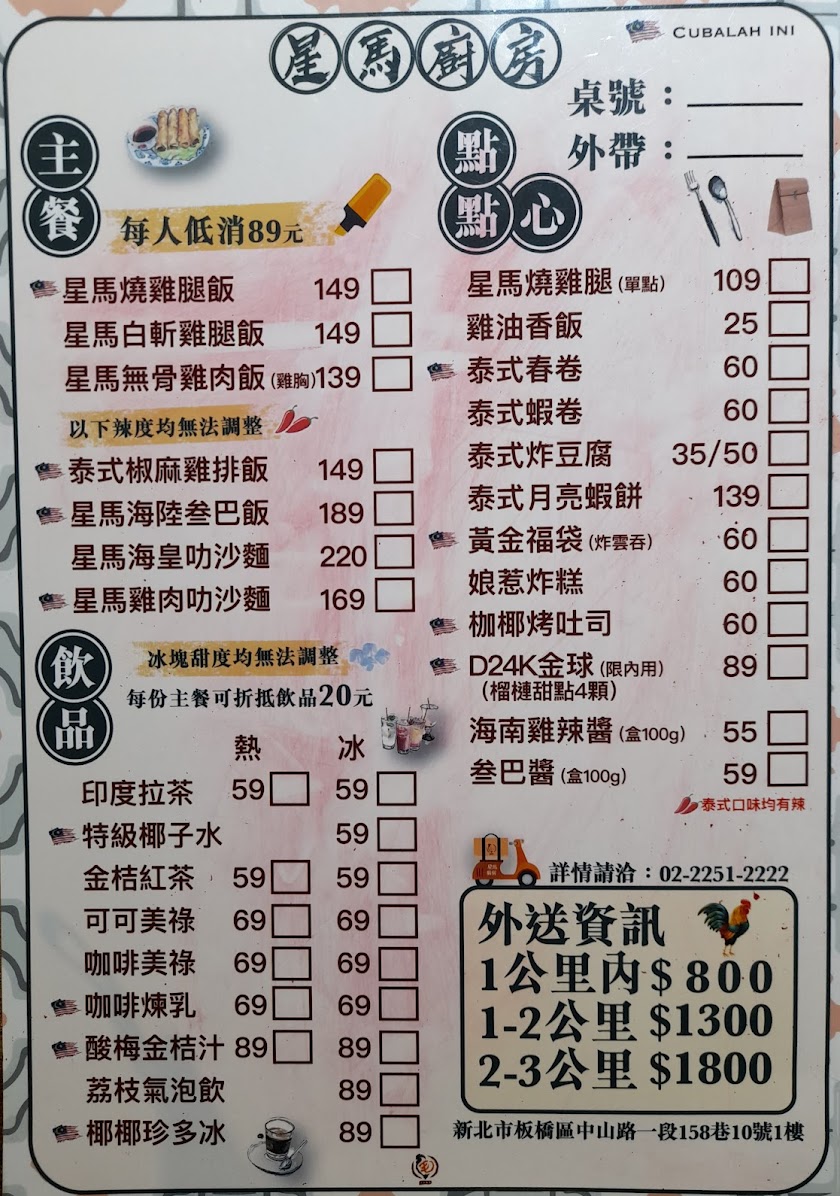 星馬廚房
CUBALAH INI
桌號：
外帶：
主餐
每人低消89元
星馬燒雞腿飯 149
星馬白斬雞腿飯 149
星馬無骨雞肉飯(雞胸) 139
以下辣度均無法調整
泰式椒麻雞排飯 149
星馬海陸叁巴飯 189
星馬海皇叻沙麵 220
星馬雞肉叻沙麵 169
飲品
冰塊甜度均無法調整
每份主餐可折抵飲品20元
熱 冰
印度拉茶 59 59
特級椰子水 59
金桔紅茶 59 59
可可美祿 69 69
咖啡美祿 69 69
咖啡煉乳 69 69
酸梅金桔汁 89 89
荔枝氣泡飲 89
椰椰珍多冰 89
點點心
星馬燒雞腿(單點) 109
雞油香飯 25
泰式春卷 60
泰式蝦卷 60
泰式炸豆腐 35/50
泰式月亮蝦餅 139
黃金福袋(炸雲吞) 60
娘惹炸糕 60
枷椰烤吐司 60
D24K金球(限內用) 89
（榴槤甜點4顆）
海南雞辣醬(盒100g) 55
叁巴醬(盒100g) 59
泰式口味均有辣
詳情請洽：02-2251-2222
外送資訊
1公里內$800
1-2公里$1300
2-3公里$1800
新北市板橋區中山路一段158巷10號1樓